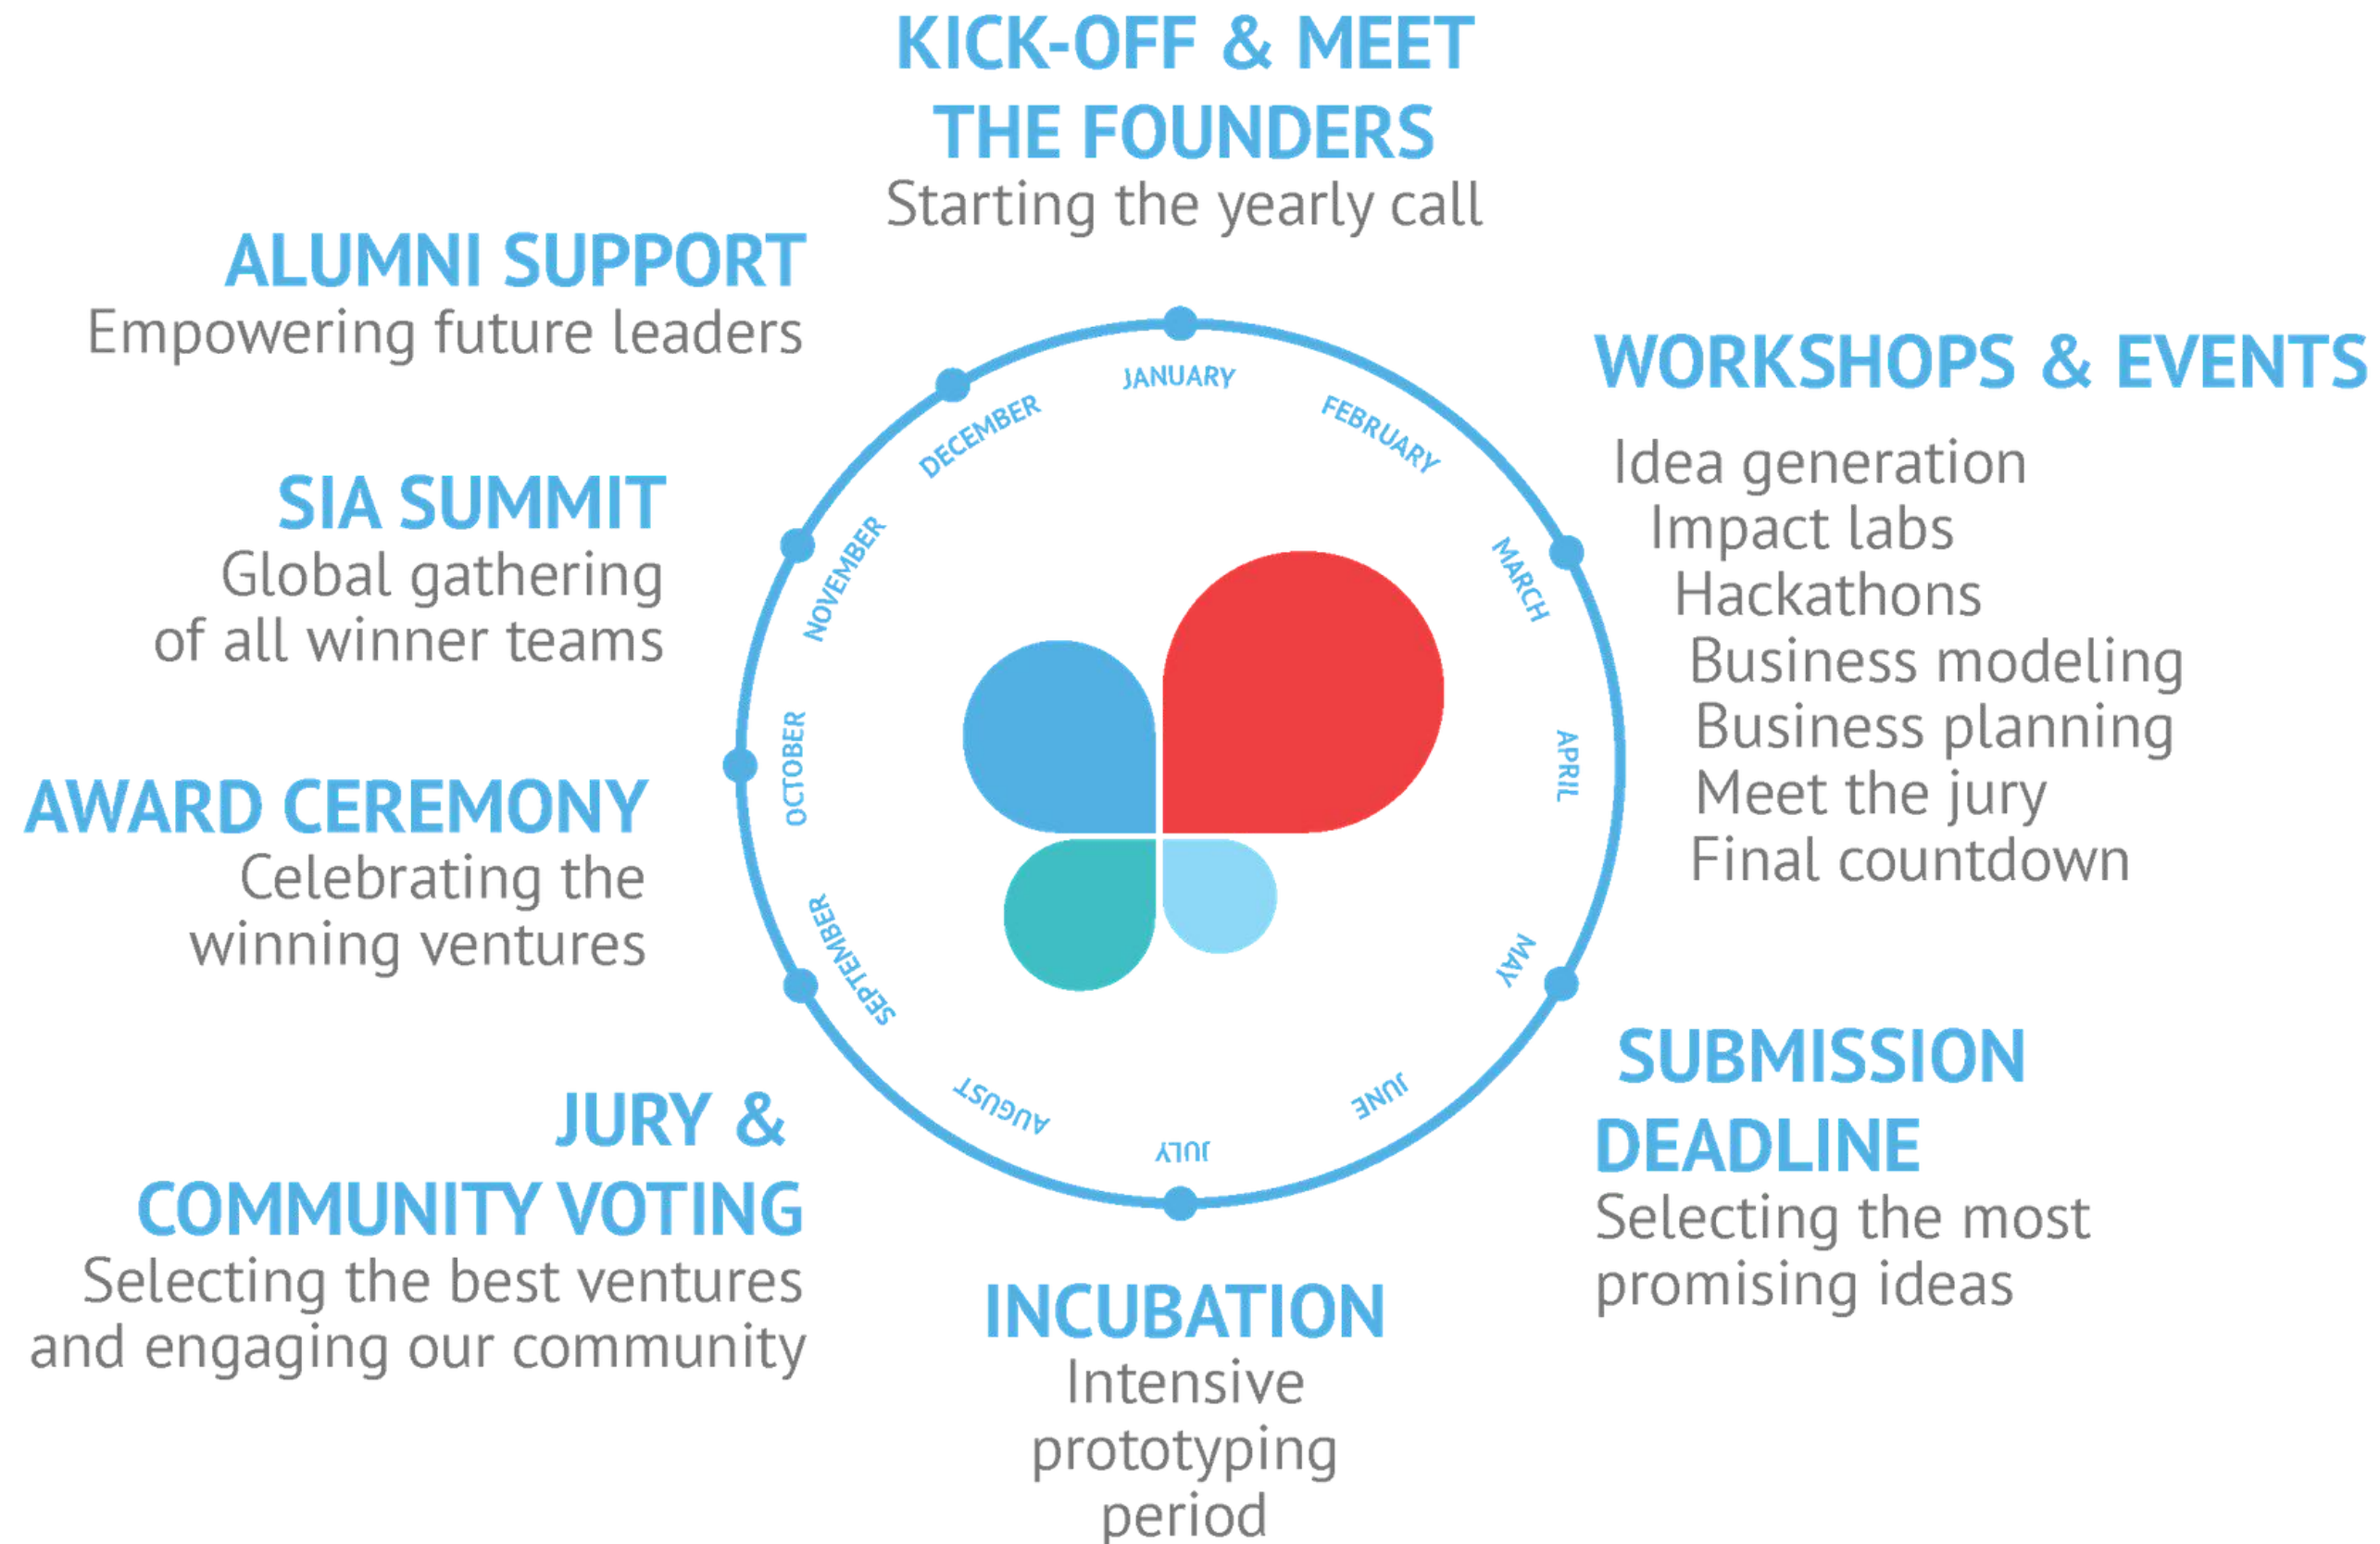 KICK-OFF & MEET
THE FOUNDERS
Starting the yearly call
WORKSHOPS & EVENTS
Idea generation
Impact labs
Hackathons
Business modeling
Business planning
Meet the jury
Final countdown
SUBMISSION
DEADLINE
Selecting the most
promising ideas
INCUBATION
Intensive
prototyping
period
JURY &
COMMUNITY VOTING
Selecting the best ventures
and engaging our community
AWARD CEREMONY
Celebrating the
winning ventures
SIA SUMMIT
Global gathering
of all winner teams
ALUMNI SUPPORT
Empowering future leaders
JANUARY
FEBRUARY
MARCH
APRIL
MAY
JUNE
JULY
AUGUST
SEPTEMBER
OCTOBER
NOVEMBER
DECEMBER